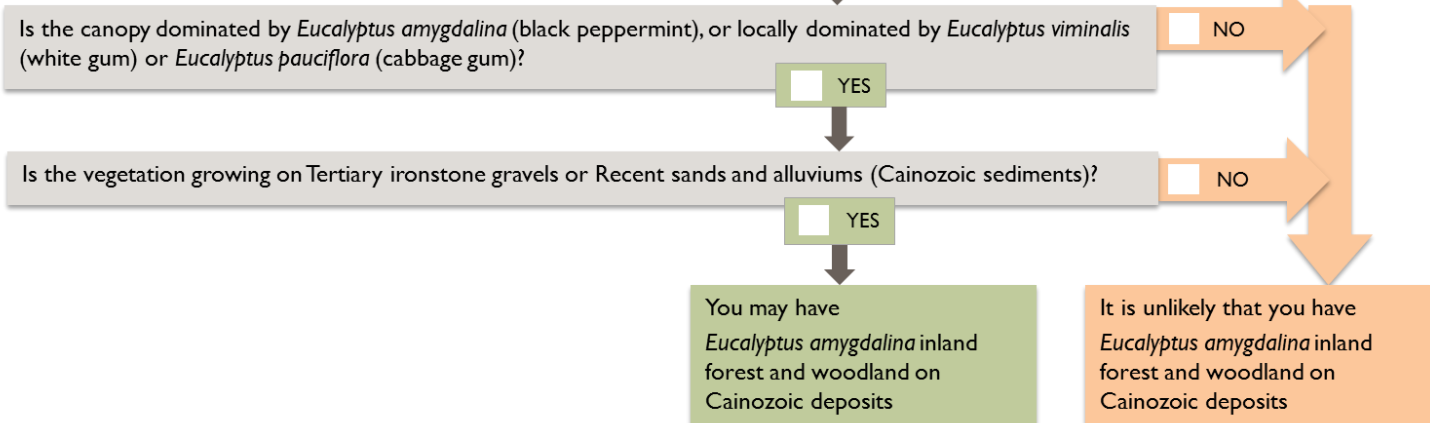 Is the canopy dominated by Eucalyptus amygdalina (black peppermint), or locally dominated by Eucalyptus viminalis
(white gum) or Eucalyptus pauciflora (cabbage gum)?
NO
YES
Is the vegetation growing on Tertiary ironstone gravels or Recent sands and alluviums (Cainozoic sediments)?
NO
YES
You may have
Eucalyptus amygdalina inland
forest and woodland on
Cainozoic deposits
It is unlikely that you have
Eucalyptus amygdalina inland
forest and woodland on
Cainozoic deposits